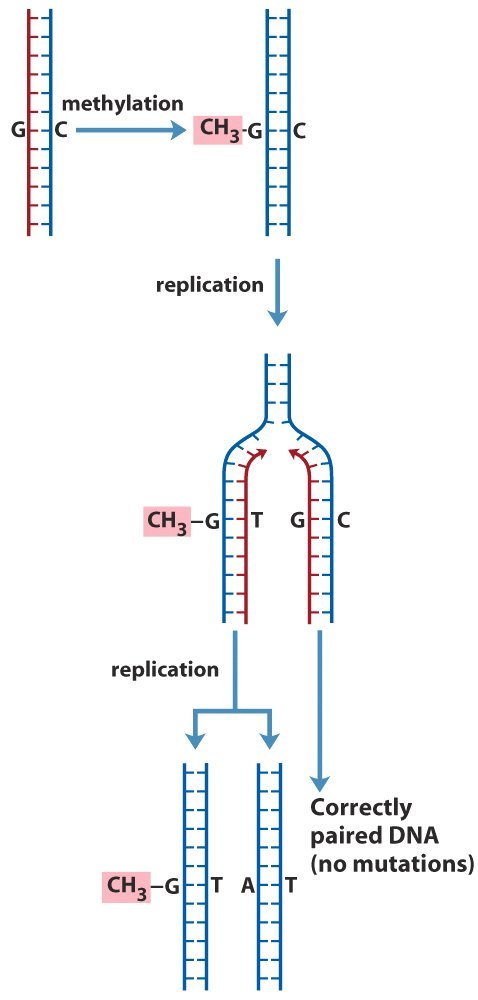 methylation
G C CH3-G C
replication
CH3-G T G C
replication
Correctly
paired DNA
(no mutations)
CH3-G T A T